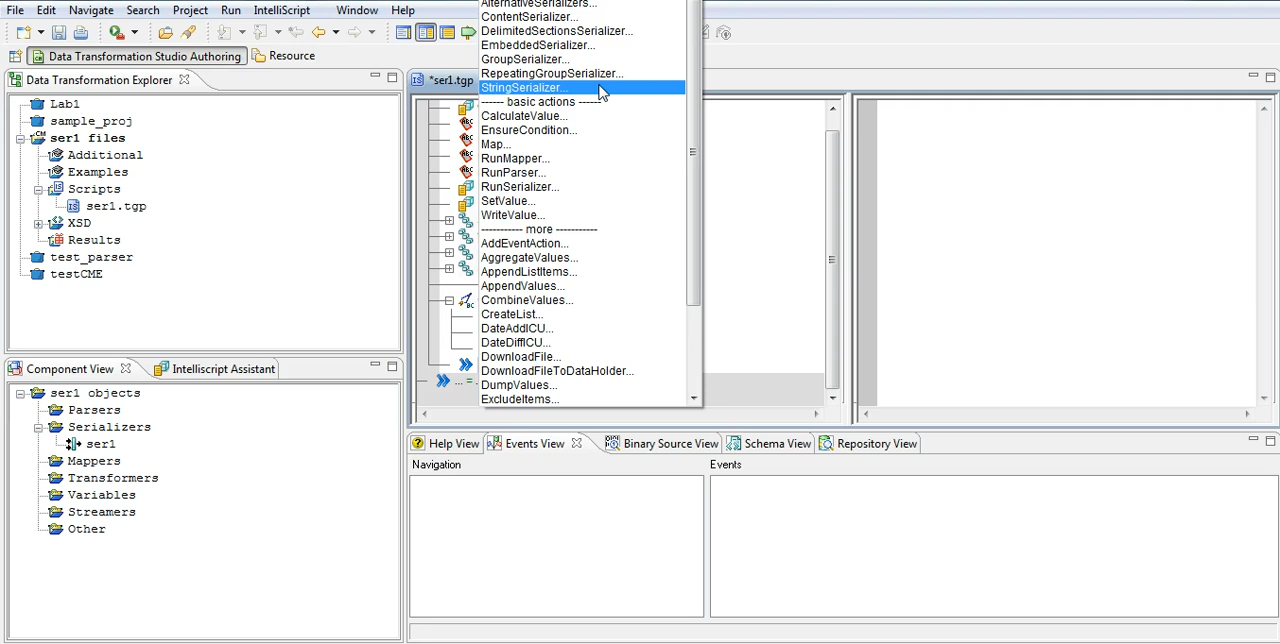 File Edit Navigate Search Project Run IntelliScript Window Help
Data Transformation Studio Authoring Resource
Data Transformation Explorer
Lab1
sample_proj
ser1 files
Additional
Examples
Scripts
ser1.tgp
XSD
Results
test_parser
testCME
Component View Intelliscript Assistant
ser1 objects
Parsers
Serializers
ser1
Mappers
Transformers
Variables
Streamers
Other
*ser1.tgp
AlternativeSerializers...
ContentSerializer...
DelimitedSectionsSerializer...
EmbeddedSerializer...
GroupSerializer...
RepeatingGroupSerializer...
StringSerializer...
------ basic actions ------
CalculateValue...
EnsureCondition...
Map...
RunMapper...
RunParser...
RunSerializer...
SetValue...
WriteValue...
----------- more -----------
AddEventAction...
AggregateValues...
AppendListItems...
AppendValues...
CombineValues...
CreateList...
DateAddICU...
DateDiffICU...
DownloadFile...
DownloadFileToDataHolder...
DumpValues...
ExcludeItems...
... =
Help View Events View Binary Source View Schema View Repository View
Navigation Events